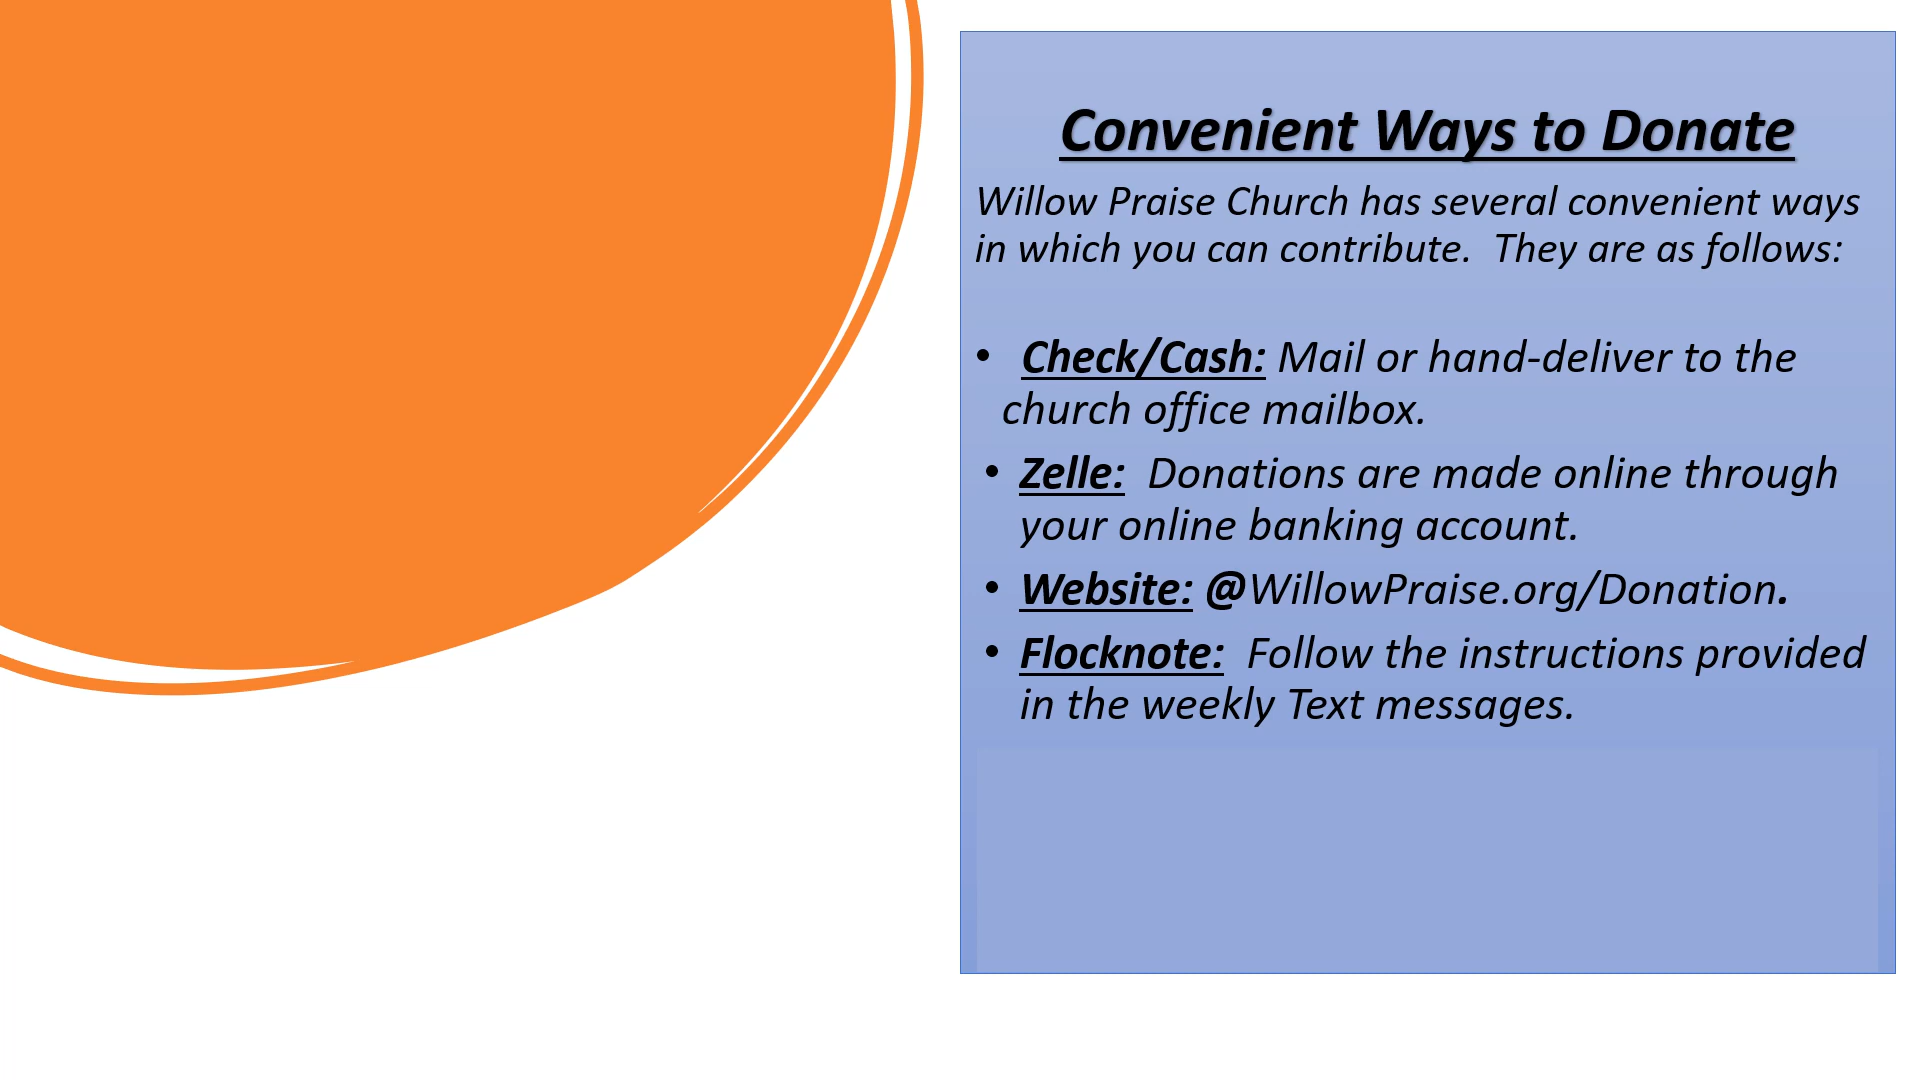 Convenient Ways to Donate
Willow Praise Church has several convenient ways
in which you can contribute.  They are as follows:
• Check/Cash: Mail or hand-deliver to the
church office mailbox.
• Zelle:  Donations are made online through
your online banking account.
• Website: @WillowPraise.org/Donation.
• Flocknote:  Follow the instructions provided
in the weekly Text messages.